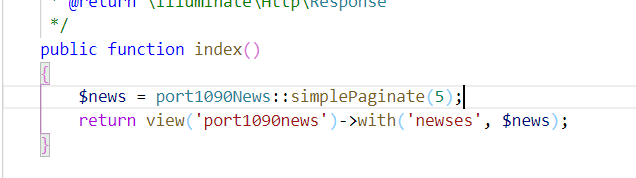 * @return \Illuminate\Http\Response
*/
public function index()
{
$news = port1090News::simplePaginate(5);
return view('port1090news')->with('newses', $news);
}